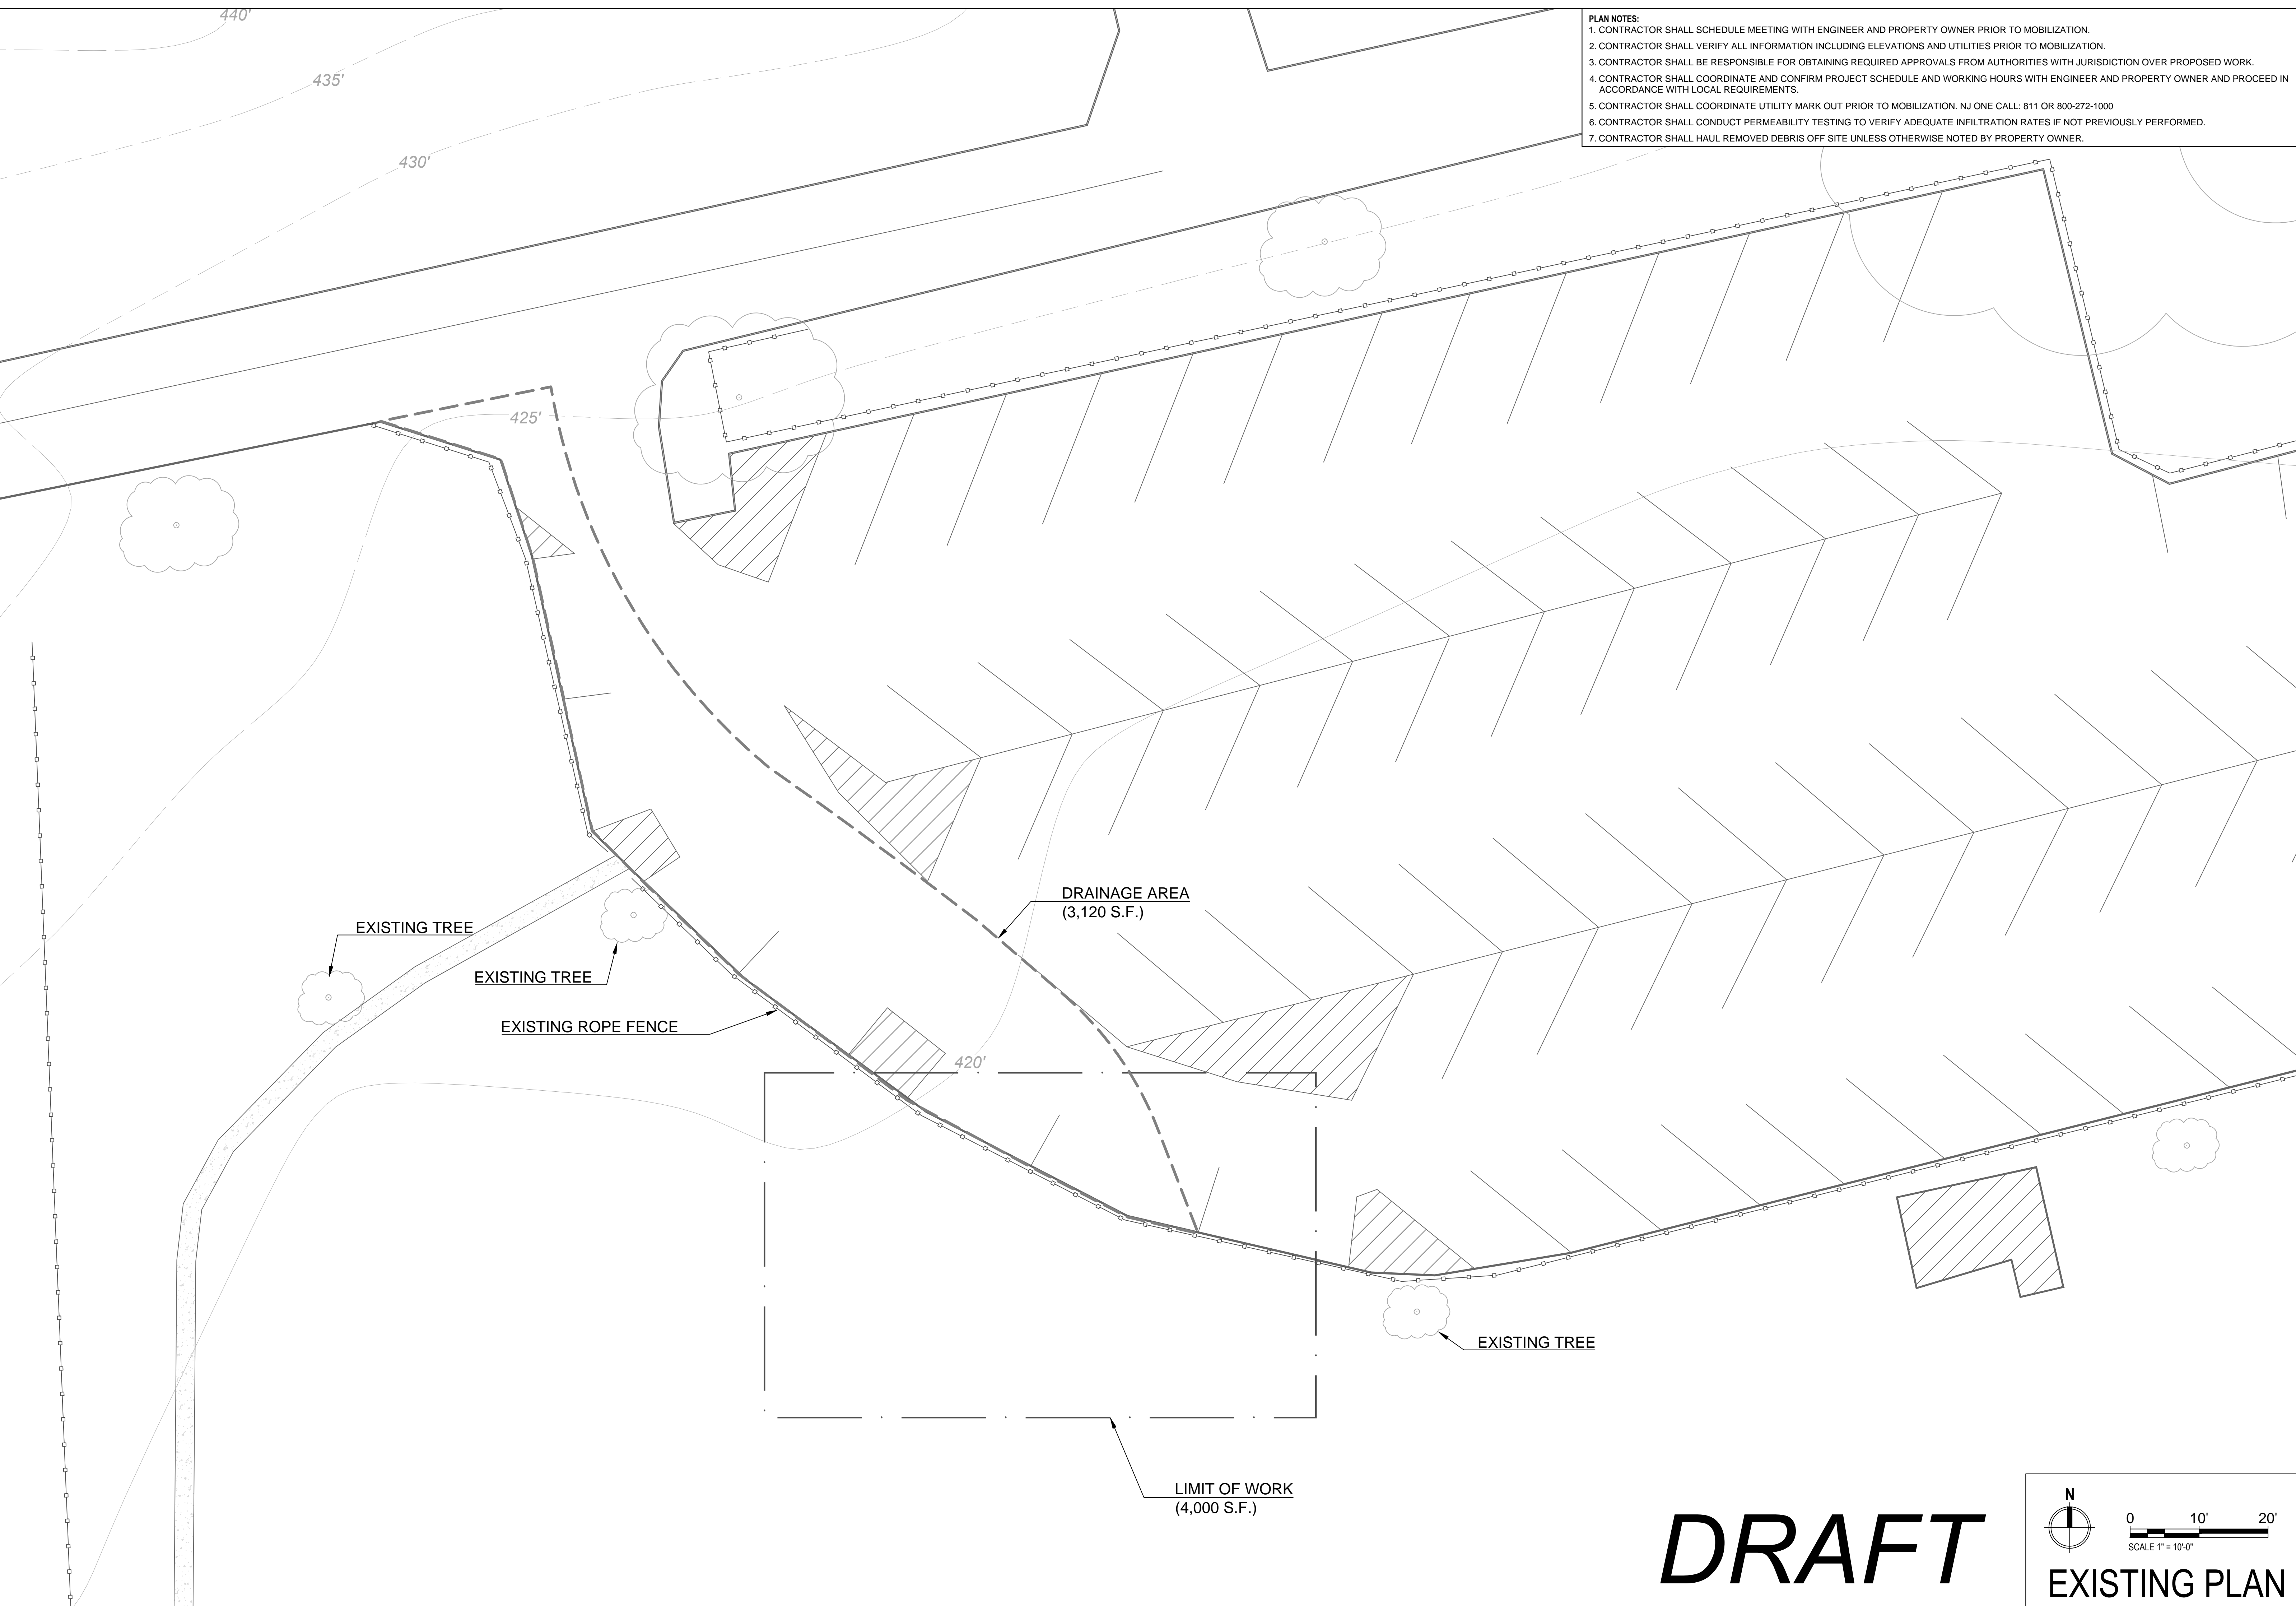 440'
PLAN NOTES:
1. CONTRACTOR SHALL SCHEDULE MEETING WITH ENGINEER AND PROPERTY OWNER PRIOR TO MOBILIZATION.
2. CONTRACTOR SHALL VERIFY ALL INFORMATION INCLUDING ELEVATIONS AND UTILITIES PRIOR TO MOBILIZATION.
3. CONTRACTOR SHALL BE RESPONSIBLE FOR OBTAINING REQUIRED APPROVALS FROM AUTHORITIES WITH JURISDICTION OVER PROPOSED WORK.
4. CONTRACTOR SHALL COORDINATE AND CONFIRM PROJECT SCHEDULE AND WORKING HOURS WITH ENGINEER AND PROPERTY OWNER AND PROCEED IN
ACCORDANCE WITH LOCAL REQUIREMENTS.
5. CONTRACTOR SHALL COORDINATE UTILITY MARK OUT PRIOR TO MOBILIZATION. NJ ONE CALL: 811 OR 800-272-1000
6. CONTRACTOR SHALL CONDUCT PERMEABILITY TESTING TO VERIFY ADEQUATE INFILTRATION RATES IF NOT PREVIOUSLY PERFORMED.
7. CONTRACTOR SHALL HAUL REMOVED DEBRIS OFF SITE UNLESS OTHERWISE NOTED BY PROPERTY OWNER.
435'
430'
425'
DRAINAGE AREA
(3,120 S.F.)
EXISTING TREE
EXISTING TREE
EXISTING ROPE FENCE
420'
EXISTING TREE
LIMIT OF WORK
(4,000 S.F.)
DRAFT
N
0 10' 20'
SCALE 1" = 10'-0"
EXISTING PLAN